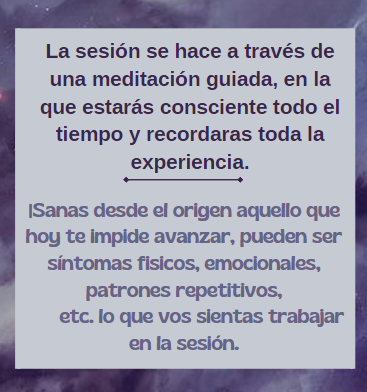 La sesión se hace a través de
una meditación guiada, en la
que estarás consciente todo el
tiempo y recordaras toda la
experiencia.
¡Sanas desde el origen aquello que
hoy te impide avanzar, pueden ser
síntomas fisicos, emocionales,
patrones repetitivos,
etc. lo que vos sientas trabajar
en la sesión.